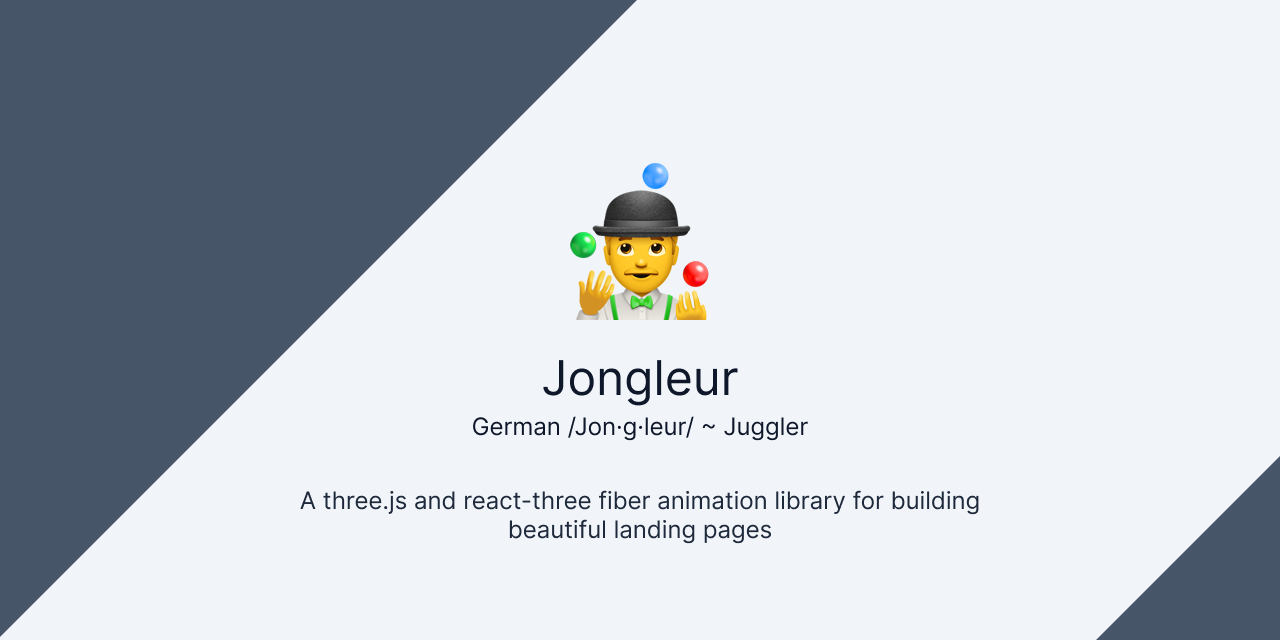 Jongleur
German /Jon·g·leur/ ~ Juggler
A three.js and react-three fiber animation library for building
beautiful landing pages